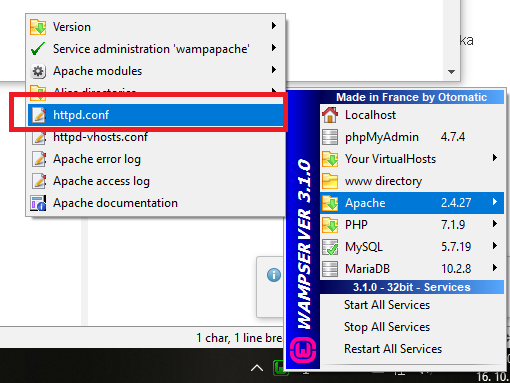 Version
Service administration 'wampapache'
Apache modules
Alias directories
httpd.conf
httpd-vhosts.conf
Apache error log
Apache access log
Apache documentation
ka
Made in France by Otomatic
Localhost
phpMyAdmin 4.7.4
Your VirtualHosts
www directory
Apache 2.4.27
PHP 7.1.9
MySQL 5.7.19
MariaDB 10.2.8
3.1.0 - 32bit - Services
Start All Services
Stop All Services
Restart All Services
WAMPSERVER 3.1.0
1 char, 1 line bre
16. 10.